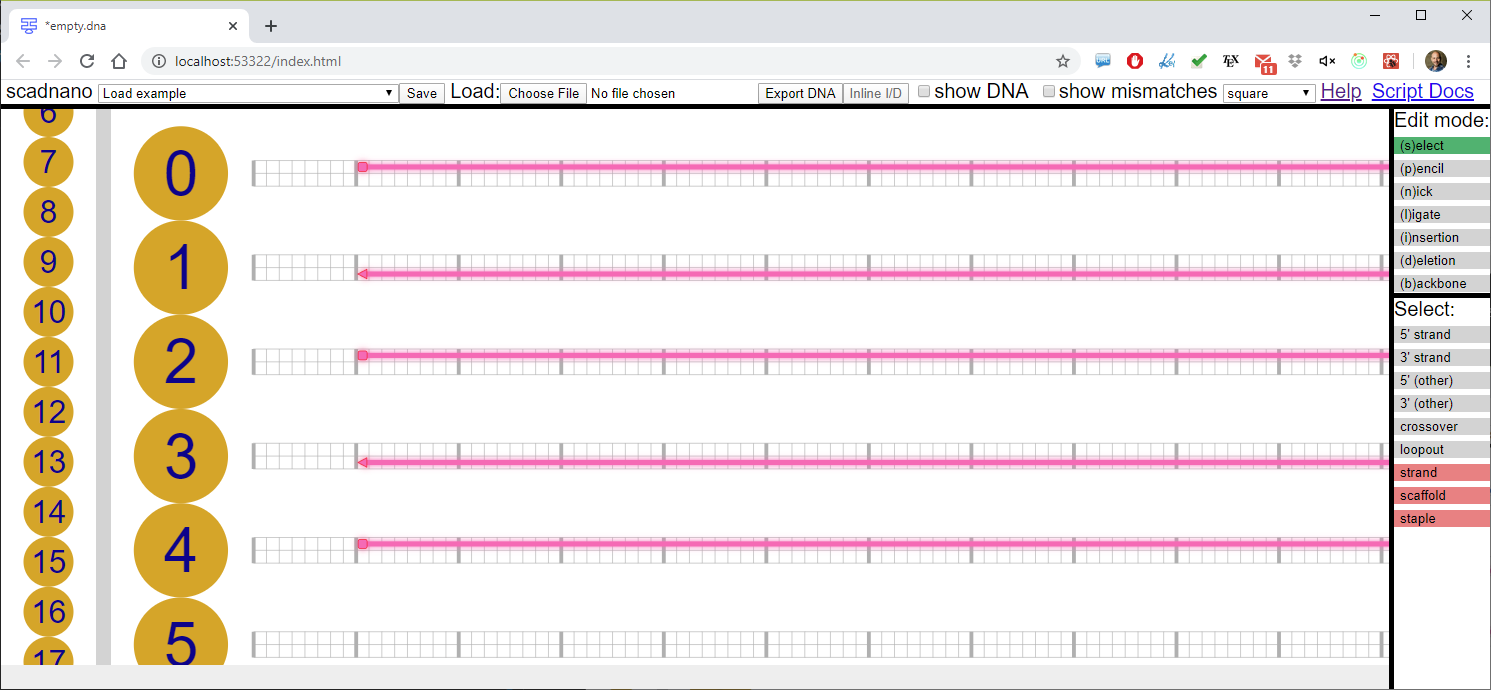 *empty.dna
localhost:53322/index.html
11
scadnano Load example Save Load: Choose File No file chosen Export DNA Inline I/D show DNA show mismatches square Help Script Docs
6
7
8
9
10
11
12
13
14
15
16
17
0
1
2
3
4
5
Edit mode:
(s)elect
(p)encil
(n)ick
(l)igate
(i)nsertion
(d)eletion
(b)ackbone
Select:
5' strand
3' strand
5' (other)
3' (other)
crossover
loopout
strand
scaffold
staple